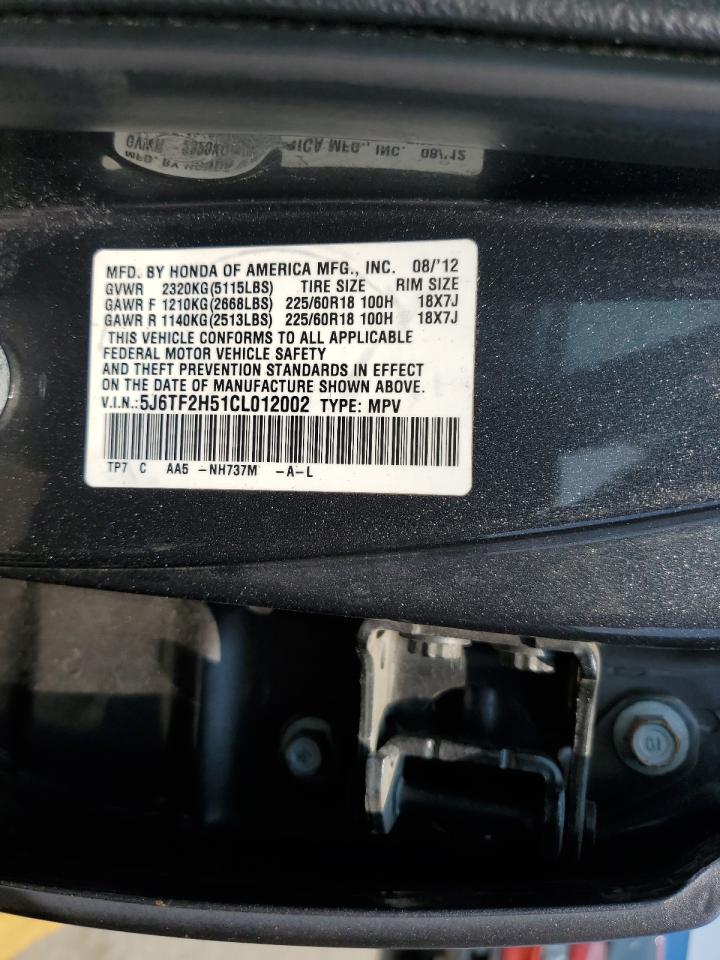 MFD. BY HONDA OF AMERICA MFG., INC. 08/'12
GVWR 2320KG(5115LBS) TIRE SIZE RIM SIZE
GAWR F 1210KG(2668LBS) 225/60R18 100H 18X7J
GAWR R 1140KG(2513LBS) 225/60R18 100H 18X7J
THIS VEHICLE CONFORMS TO ALL APPLICABLE
FEDERAL MOTOR VEHICLE SAFETY
AND THEFT PREVENTION STANDARDS IN EFFECT
ON THE DATE OF MANUFACTURE SHOWN ABOVE.
V.I.N.:5J6TF2H51CL012002 TYPE: MPV
TP7 C AA5 -NH737M -A-L